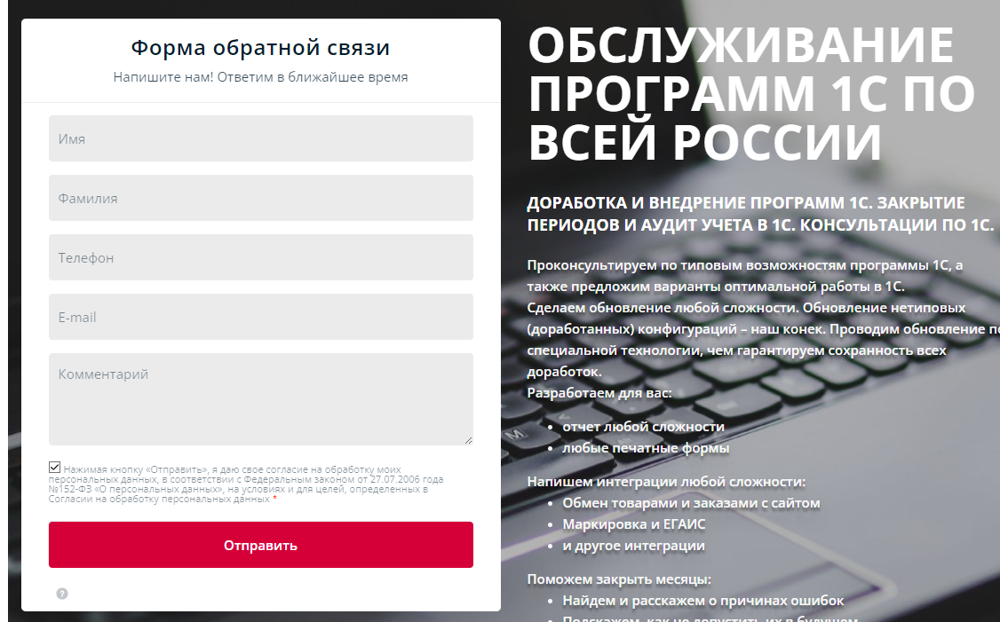 Форма обратной связи
Напишите нам! Ответим в ближайшее время
Имя
Фамилия
Телефон
E-mail
Комментарий
Нажимая кнопку «Отправить», я даю свое согласие на обработку моих
персональных данных, в соответствии с Федеральным законом от 27.07.2006 года
№152-ФЗ «О персональных данных», на условиях и для целей, определенных в
Согласии на обработку персональных данных *
Отправить
?
ОБСЛУЖИВАНИЕ
ПРОГРАММ 1С ПО
ВСЕЙ РОССИИ
ДОРАБОТКА И ВНЕДРЕНИЕ ПРОГРАММ 1С. ЗАКРЫТИЕ
ПЕРИОДОВ И АУДИТ УЧЕТА В 1С. КОНСУЛЬТАЦИИ ПО 1С.
Проконсультируем по типовым возможностям программы 1С, а
также предложим варианты оптимальной работы в 1С.
Сделаем обновление любой сложности. Обновление нетиповых
(доработанных) конфигураций – наш конек. Проводим обновление по
специальной технологии, чем гарантируем сохранность всех
доработок.
Разработаем для вас:
• отчет любой сложности
• любые печатные формы
Напишем интеграции любой сложности:
• Обмен товарами и заказами с сайтом
• Маркировка и ЕГАИС
• и другое интеграции
Поможем закрыть месяцы:
• Найдем и расскажем о причинах ошибок
• Подскажем, как не допустить их в будущем